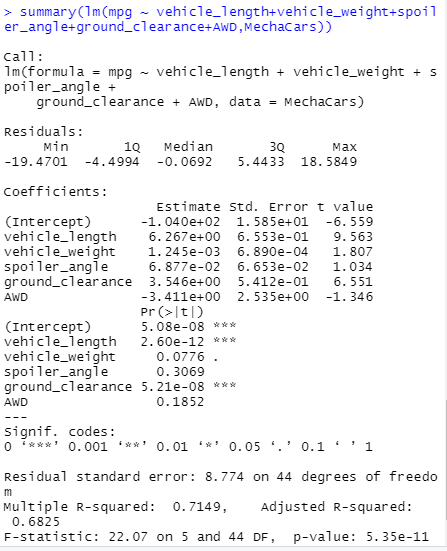 > summary(lm(mpg ~ vehicle_length+vehicle_weight+spoil
er_angle+ground_clearance+AWD,MechaCars))

Call:
lm(formula = mpg ~ vehicle_length + vehicle_weight + s
poiler_angle + 
    ground_clearance + AWD, data = MechaCars)

Residuals:
     Min       1Q   Median       3Q      Max 
-19.4701  -4.4994  -0.0692   5.4433  18.5849 

Coefficients:
                   Estimate Std. Error t value
(Intercept)      -1.040e+02  1.585e+01  -6.559
vehicle_length    6.267e+00  6.553e-01   9.563
vehicle_weight    1.245e-03  6.890e-04   1.807
spoiler_angle     6.877e-02  6.653e-02   1.034
ground_clearance  3.546e+00  5.412e-01   6.551
AWD              -3.411e+00  2.535e+00  -1.346
                 Pr(>|t|)    
(Intercept)      5.08e-08 ***
vehicle_length   2.60e-12 ***
vehicle_weight     0.0776 .  
spoiler_angle      0.3069    
ground_clearance 5.21e-08 ***
AWD                0.1852    
---
Signif. codes:  
0 ‘***’ 0.001 ‘**’ 0.01 ‘*’ 0.05 ‘.’ 0.1 ‘ ’ 1

Residual standard error: 8.774 on 44 degrees of freedo
m
Multiple R-squared:  0.7149,	Adjusted R-squared:
 0.6825 
F-statistic: 22.07 on 5 and 44 DF,  p-value: 5.35e-11